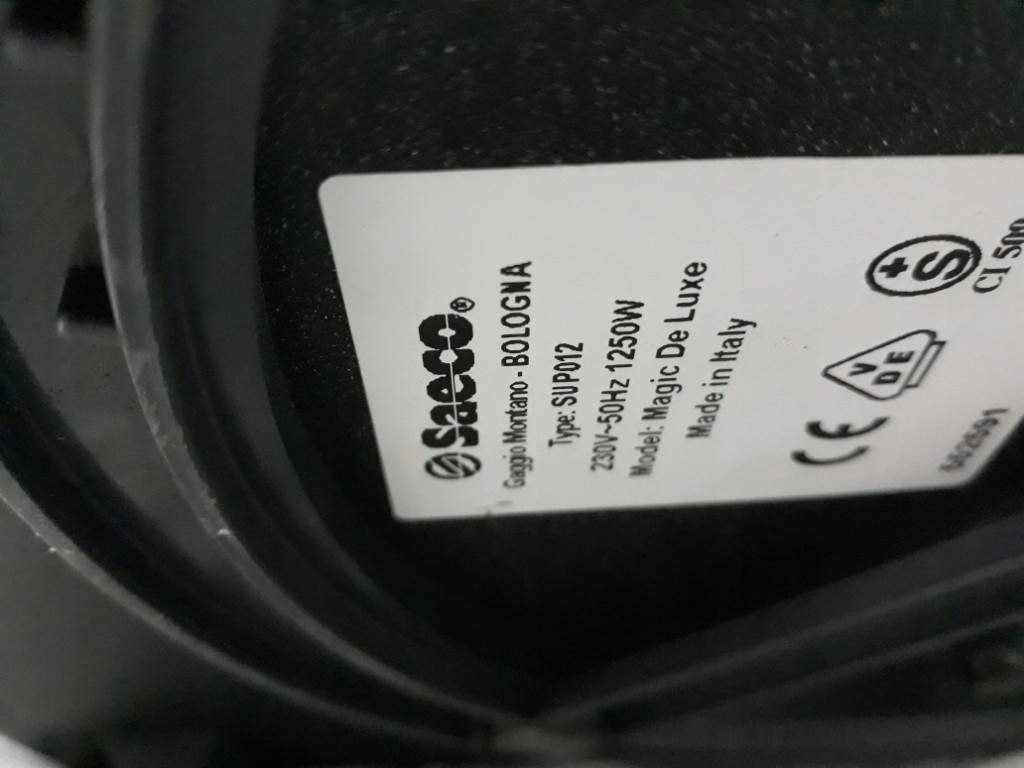 Saeco®
Gaggio Montano - BOLOGNA
Type: SUP012
230V~50Hz 1250W
Model: Magic De Luxe
Made in Italy
CE
VDE
+S
CI 500